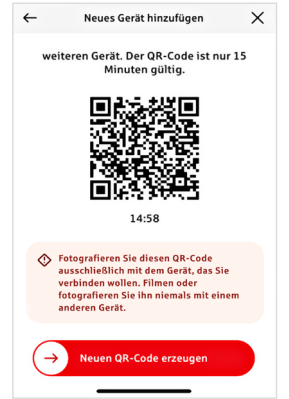 Neues Gerät hinzufügen
weiteren Gerät. Der QR-Code ist nur 15
Minuten gültig.
14:58
Fotografieren Sie diesen QR-Code
ausschließlich mit dem Gerät, das Sie
verbinden wollen. Filmen oder
fotografieren Sie ihn niemals mit einem
anderen Gerät.
Neuen QR-Code erzeugen